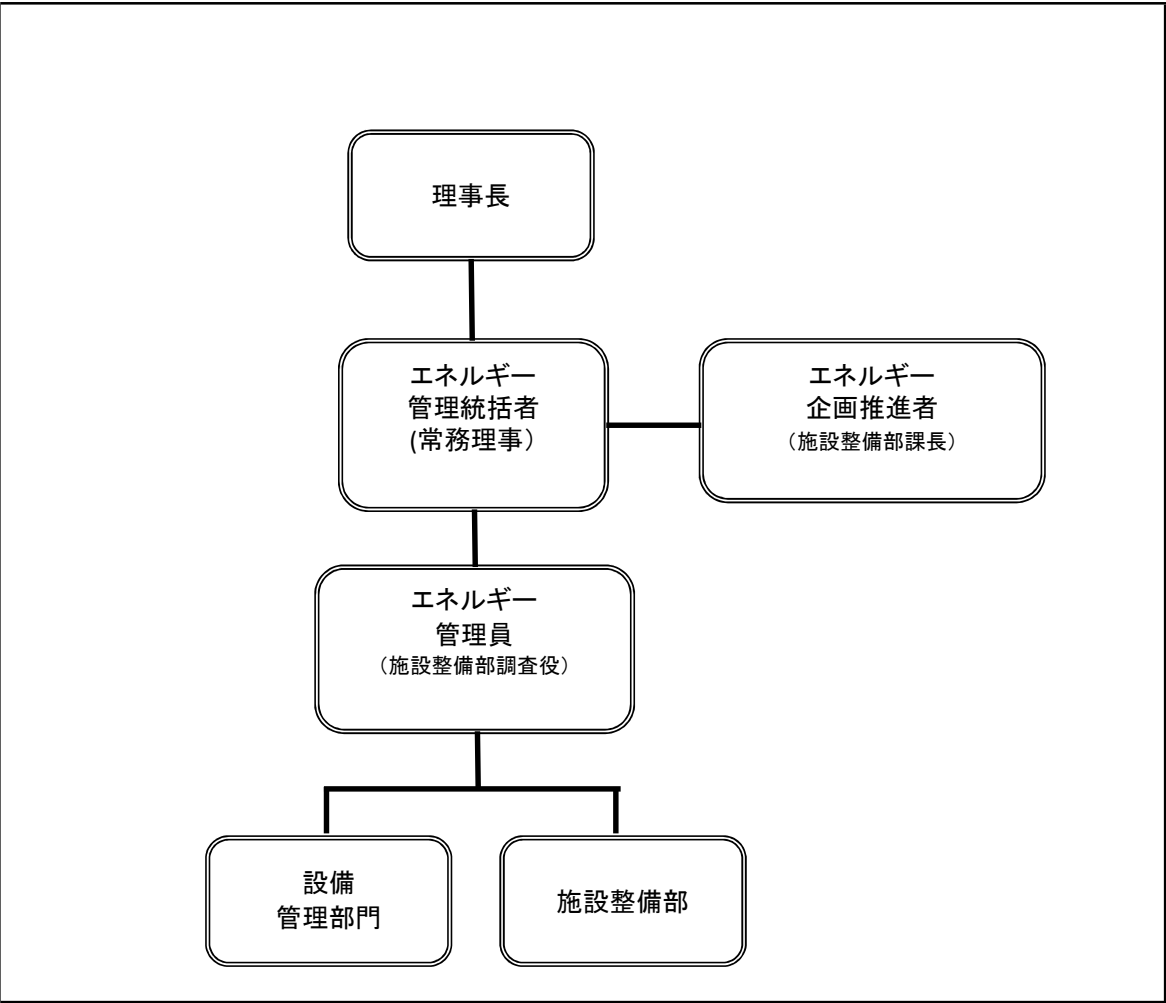 理事長
エネルギー
管理統括者
(常務理事）
エネルギー
企画推進者
（施設整備部課長）
エネルギー
管理員
（施設整備部調査役）
設備
管理部門
施設整備部